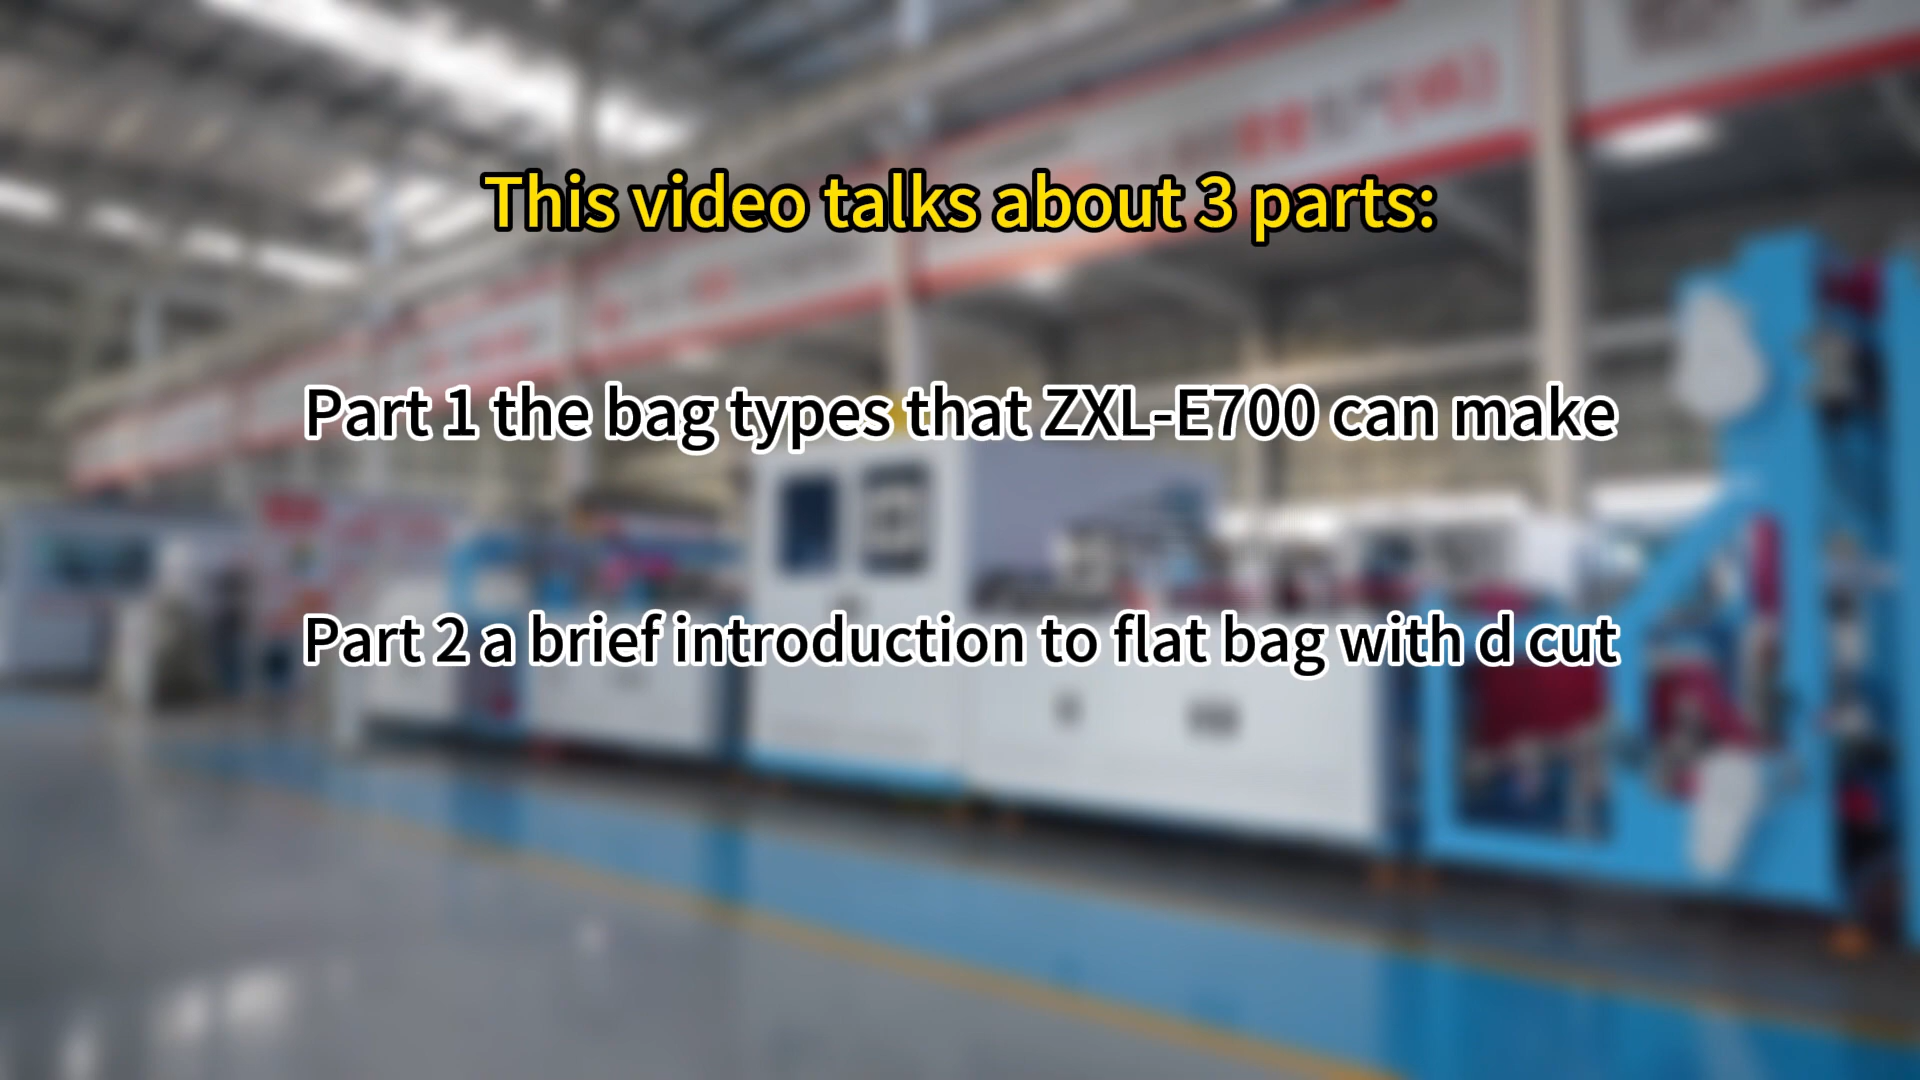 This video talks about 3 parts:
Part 1 the bag types that ZXL-E700 can make
Part 2 a brief introduction to flat bag with d cut